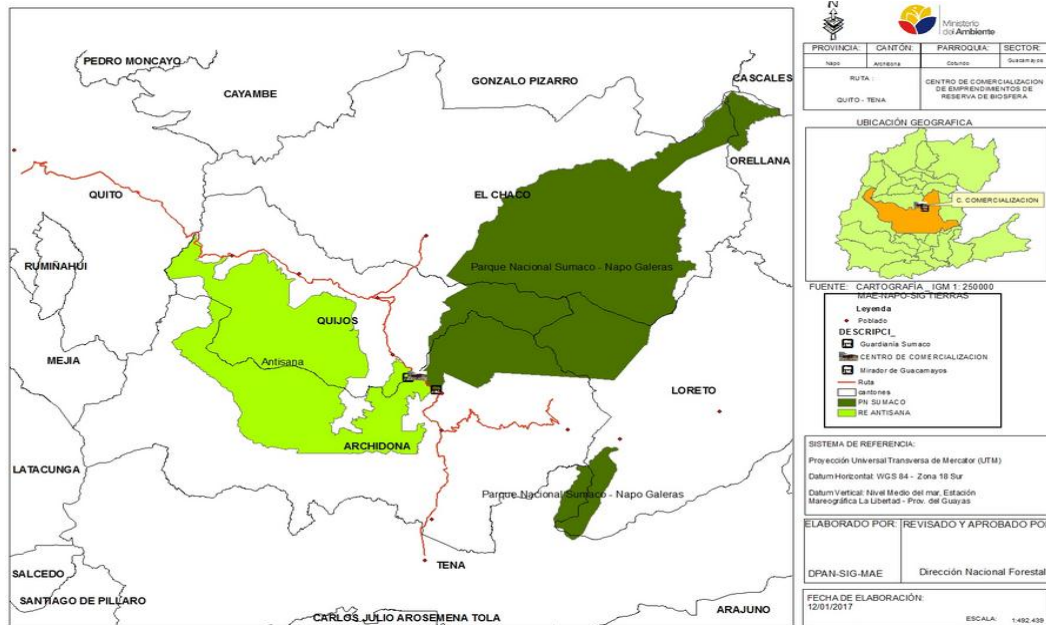 PEDRO MONCAYO
CAYAMBE
GONZALO PIZARRO
CASCALES
ORELLANA
QUITO
EL CHACO
RUMIÑAHUI
Parque Nacional Sumaco - Napo Galeras
QUIJOS
MEJIA
Antisana
LORETO
ARCHIDONA
LATACUNGA
Parque Nacional Sumaco - Napo Galeras
TENA
SALCEDO
SANTIAGO DE PILLARO
CARLOS JULIO AROSEMENA TOLA
ARAJUNO
N
Ministerio
del Ambiente
PROVINCIA: CANTÓN: PARROQUIA: SECTOR:
Napo Archidona Cotundo Guacamayos
RUTA :
QUITO - TENA
CENTRO DE COMERCIALIZACION
DE EMPRENDIMIENTOS DE
RESERVA DE BIOSFERA
UBICACIÓN GEOGRAFICA
C. COMERCIALIZACION
FUENTE: CARTOGRAFÍA_ IGM 1: 250000
MAE-NAPO-SIG TIERRAS
Leyenda
Poblado
DESCRIPCI_
Guardianía Sumaco
CENTRO DE COMERCIALIZACION
Mirador de Guacamayos
Ruta
cantones
PN SUMACO
RE ANTISANA
SISTEMA DE REFERENCIA:
Proyección Universal Transversa de Mercator (UTM)
Datum Horizontal: WGS 84 - Zona 18 Sur
Datum Vertical: Nivel Medio del mar, Estación
Mareográfica La Libertad - Prov. del Guayas
ELABORADO POR: REVISADO Y APROBADO POR
DPAN-SIG-MAE Dirección Nacional Forestal
FECHA DE ELABORACIÓN:
12/01/2017
ESCALA: 1:492.439